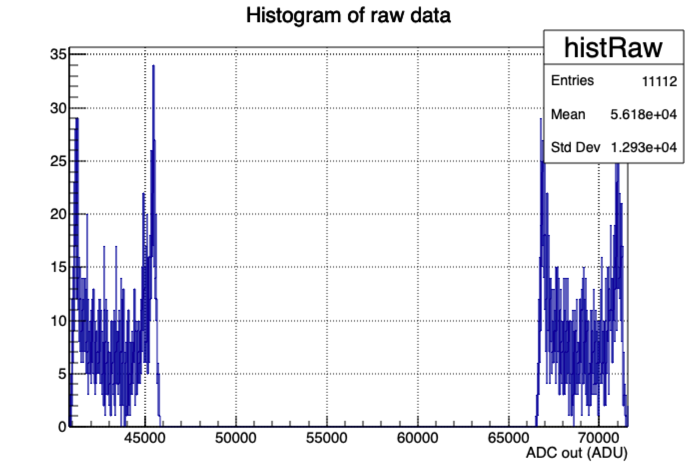 Histogram of raw data
histRaw
Entries 11112
Mean 5.618e+04
Std Dev 1.293e+04
35
30
25
20
15
10
5
0
45000 50000 55000 60000 65000 70000
ADC out (ADU)